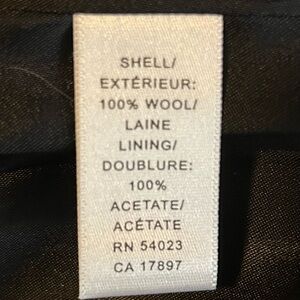 SHELL/
EXTÉRIEUR:
100% WOOL/
LAINE
LINING/
DOUBLURE:
100%
ACETATE/
ACÉTATE
RN 54023
CA 17897